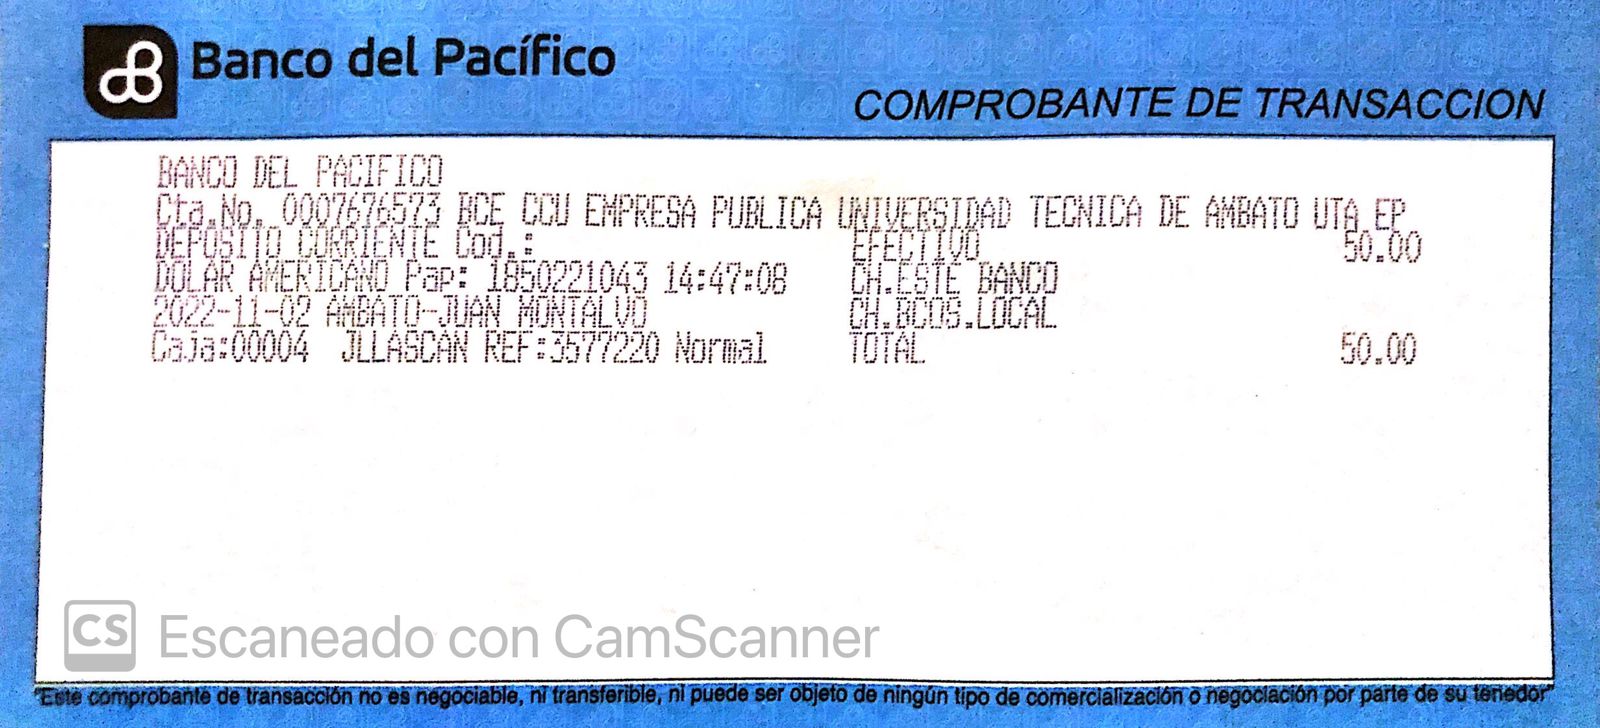 Banco del Pacífico
COMPROBANTE DE TRANSACCION
BANCO DEL PACIFICO
Cta.No. 0007676573 BCE CCU EMPRESA PUBLICA UNIVERSIDAD TECNICA DE AMBATO UTA EP
DEPOSITO CORRIENTE Cod.: EFECTIVO 50.00
DOLAR AMERICANO Pap: 1850221043 14:47:08 CH.ESTE BANCO
2022-11-02 AMBATO-JUAN MONTALVO CH.BCOS.LOCAL
Caja:00004 JLLASCAN REF:3577220 Normal TOTAL 50.00
CS Escaneado con CamScanner
"Este comprobante de transacción no es negociable, ni transferible, ni puede ser objeto de ningún tipo de comercialización o negociación por parte de su tenedor"